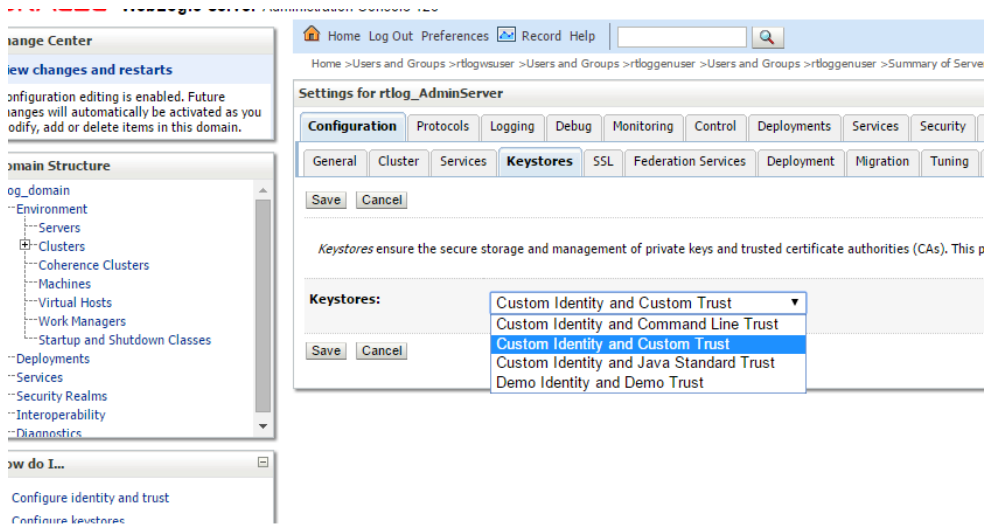 Home Log Out Preferences Record Help
Home >Users and Groups >rtlogwsuser >Users and Groups >rtloggenuser >Users and Groups >rtloggenuser >Summary of Serve
hange Center
iew changes and restarts
onfiguration editing is enabled. Future
hanges will automatically be activated as you
odify, add or delete items in this domain.
omain Structure
og_domain
Environment
Servers
Clusters
Coherence Clusters
Machines
Virtual Hosts
Work Managers
Startup and Shutdown Classes
Deployments
Services
Security Realms
Interoperability
Diagnostics
ow do I...
Configure identity and trust
Configure keystores
Settings for rtlog_AdminServer
Configuration Protocols Logging Debug Monitoring Control Deployments Services Security
General Cluster Services Keystores SSL Federation Services Deployment Migration Tuning
Save Cancel
Keystores ensure the secure storage and management of private keys and trusted certificate authorities (CAs). This p
Keystores:
Custom Identity and Custom Trust
Custom Identity and Command Line Trust
Custom Identity and Custom Trust
Custom Identity and Java Standard Trust
Demo Identity and Demo Trust
Save Cancel